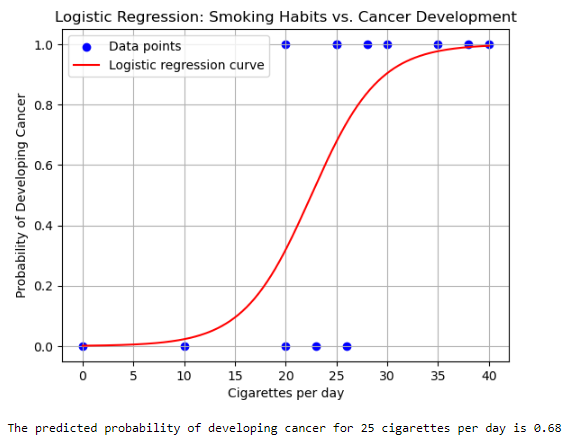 Logistic Regression: Smoking Habits vs. Cancer Development
Data points
Logistic regression curve
Probability of Developing Cancer
1.0
0.8
0.6
0.4
0.2
0.0
0 5 10 15 20 25 30 35 40
Cigarettes per day
The predicted probability of developing cancer for 25 cigarettes per day is 0.68